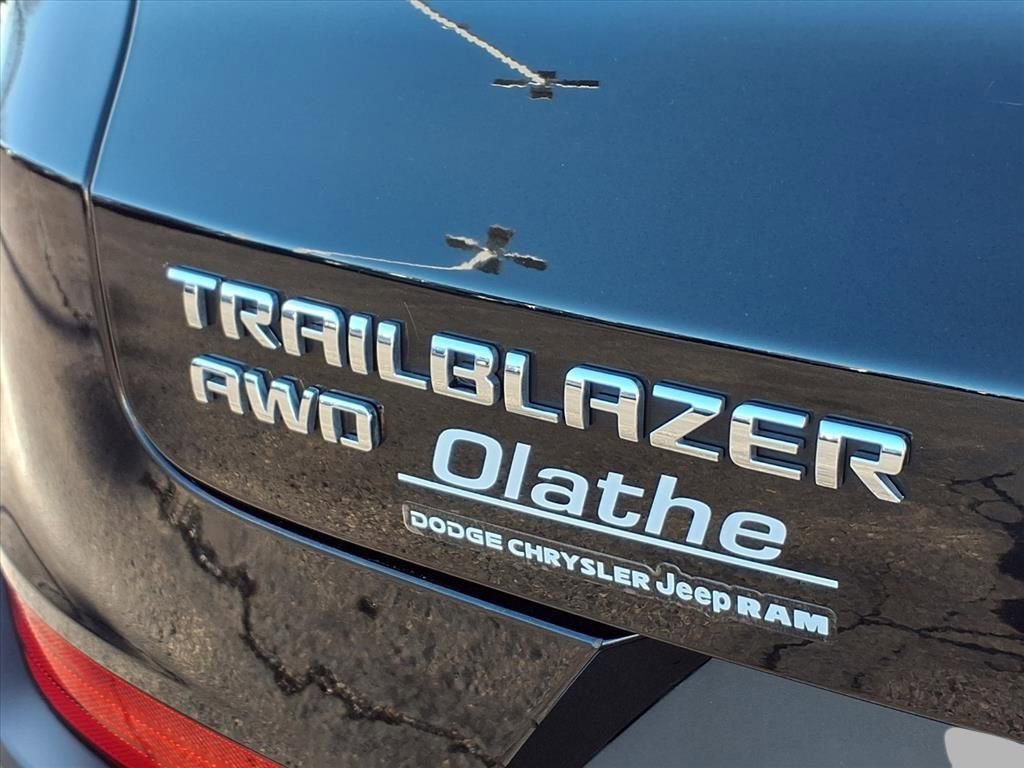 TRAILBLAZER
AWD
Olathe
DODGE CHRYSLER Jeep RAM